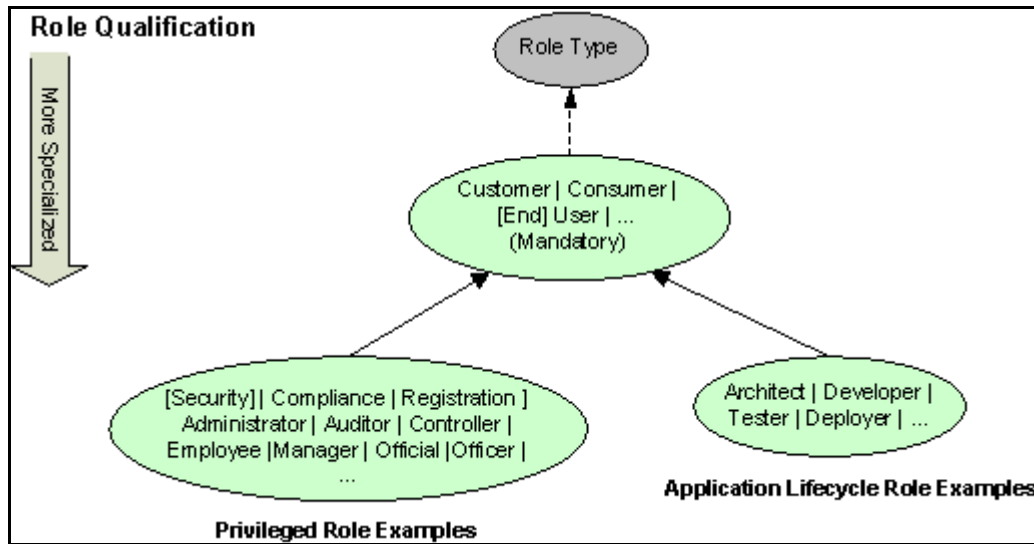 Role Qualification
Role Type
More Specialized
Customer | Consumer |
[End] User | ...
(Mandatory)
[Security] | Compliance | Registration ]
Administrator | Auditor | Controller |
Employee |Manager | Official |Officer |
...
Architect | Developer |
Tester | Deployer | ...
Application Lifecycle Role Examples
Privileged Role Examples